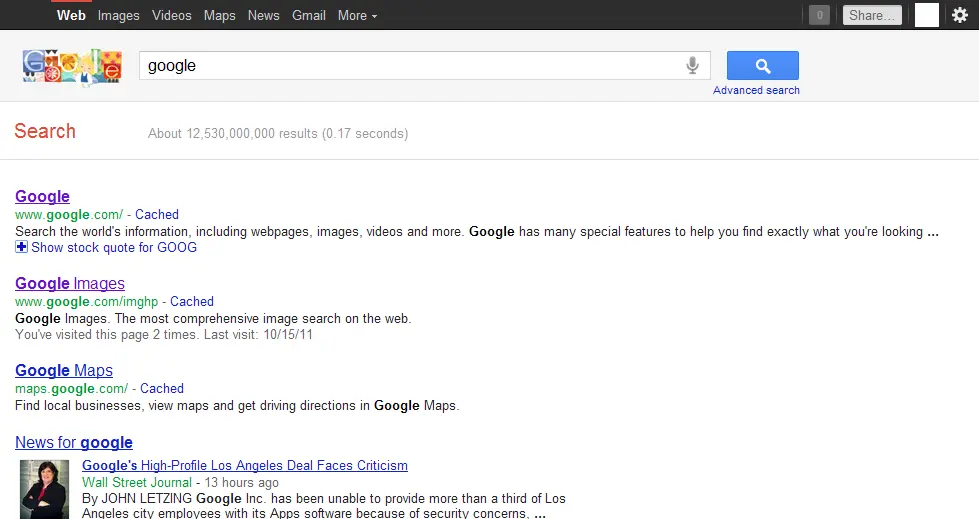 Web Images Videos Maps News Gmail More
0 Share...
Google
google
Advanced search
Search About 12,530,000,000 results (0.17 seconds)
Google
www.google.com/ - Cached
Search the world's information, including webpages, images, videos and more. Google has many special features to help you find exactly what you're looking ...
Show stock quote for GOOG
Google Images
www.google.com/imghp - Cached
Google Images. The most comprehensive image search on the web.
You've visited this page 2 times. Last visit: 10/15/11
Google Maps
maps.google.com/ - Cached
Find local businesses, view maps and get driving directions in Google Maps.
News for google
Google's High-Profile Los Angeles Deal Faces Criticism
Wall Street Journal - 13 hours ago
By JOHN LETZING Google Inc. has been unable to provide more than a third of Los
Angeles city employees with its Apps software because of security concerns, ...